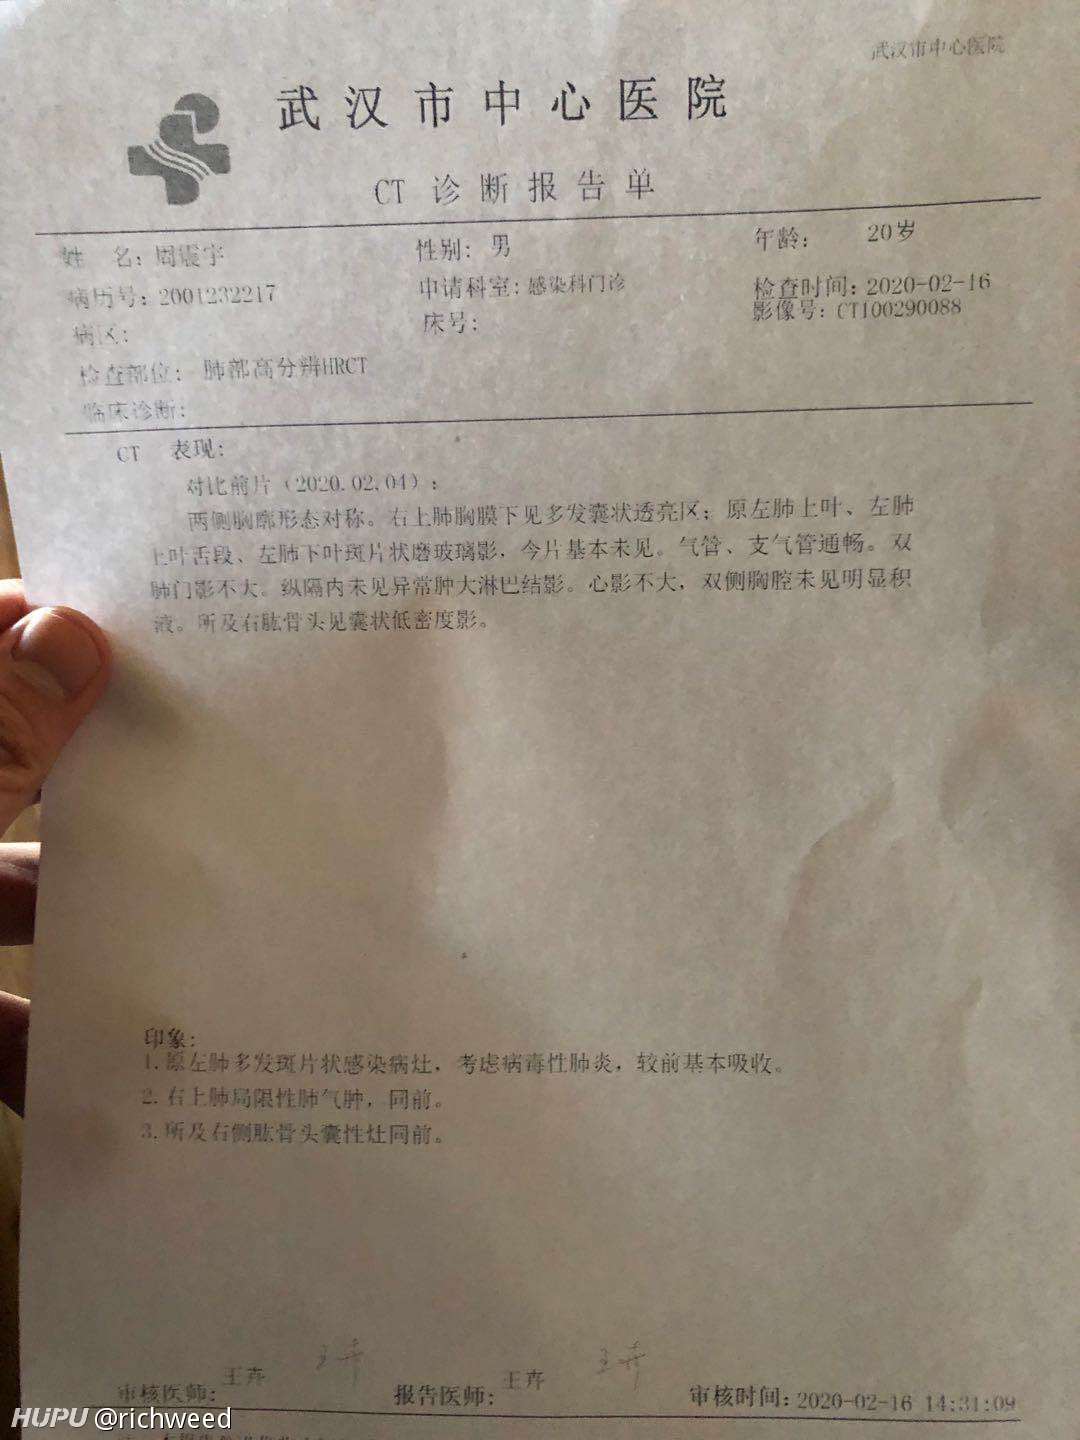 武汉市中心医院
武汉市中心医院
CT 诊断报告单
姓 名: 周震宇 性别: 男 年龄: 20岁
病历号: 2001232217 申请科室: 感染科门诊 检查时间: 2020-02-16
病区: 床号: 影像号: CT100290088
检查部位: 肺部高分辨HRCT
临床诊断:
CT 表现:
对比前片（2020.02.04）:
两侧胸廓形态对称。右上肺胸膜下见多发囊状透亮区；原左肺上叶、左肺
上叶舌段、左肺下叶斑片状磨玻璃影，今片基本未见。气管、支气管通畅。双
肺门影不大。纵隔内未见异常肿大淋巴结影。心影不大，双侧胸腔未见明显积
液。所及右肱骨头见囊状低密度影。
印象:
1.原左肺多发斑片状感染病灶，考虑病毒性肺炎，较前基本吸收。
2.右上肺局限性肺气肿，同前。
3.所及右侧肱骨头囊性灶同前。
审核医师: 王卉 王卉 报告医师: 王卉 王卉 审核时间: 2020-02-16 14:31:09
HUPU @richweed